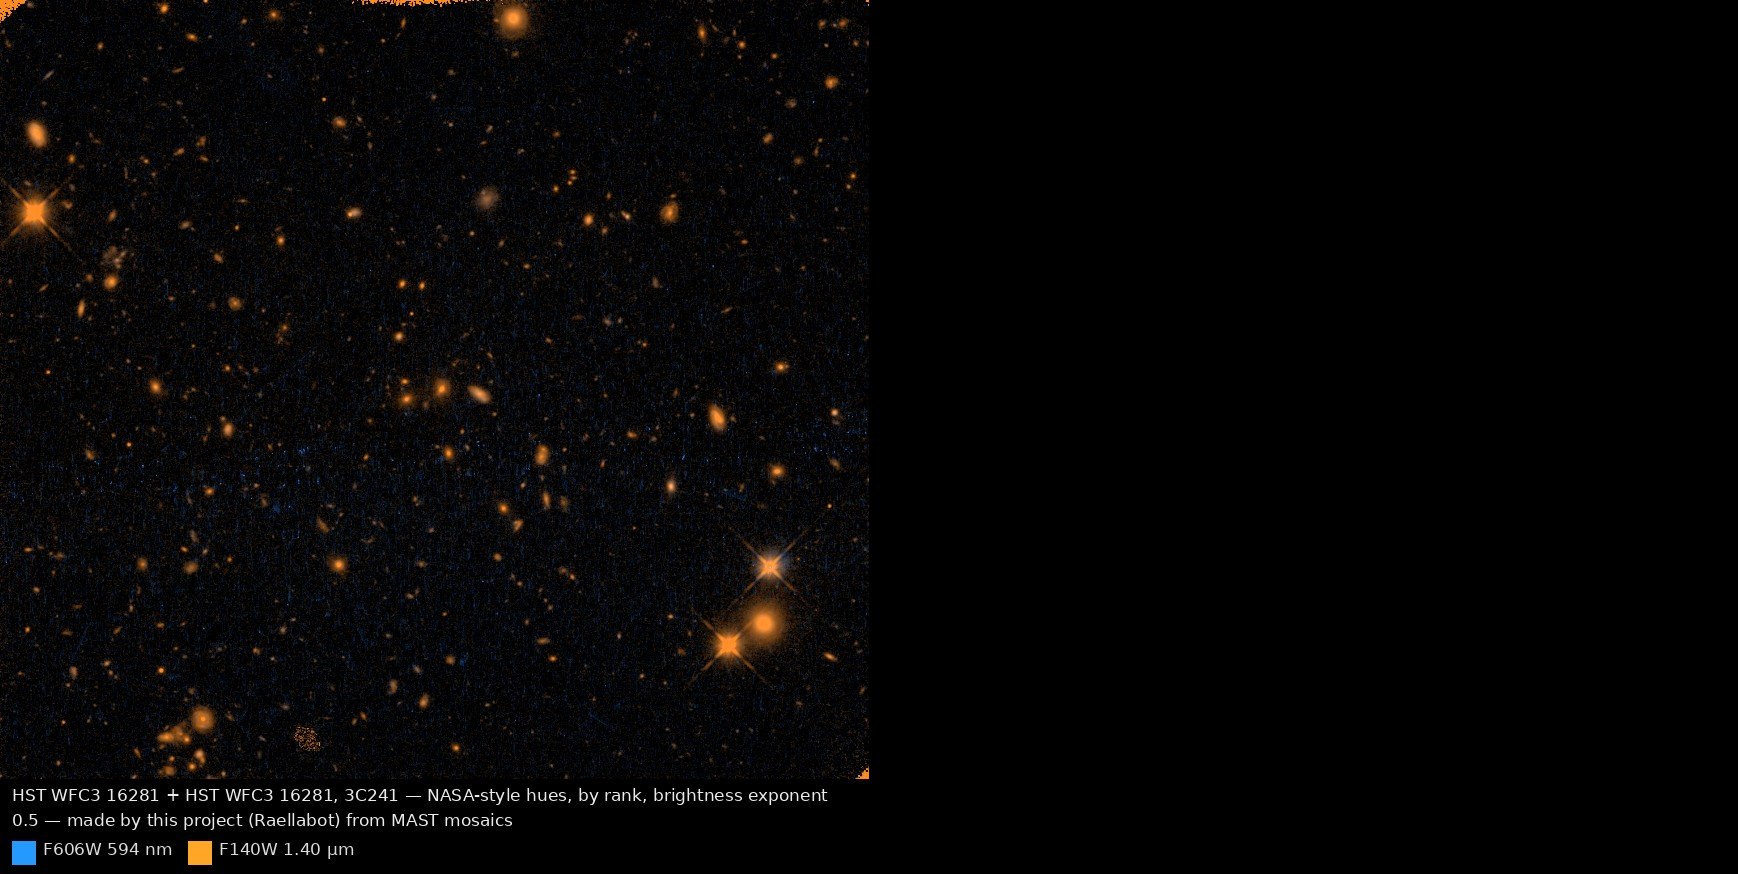 HST WFC3 16281 + HST WFC3 16281, 3C241 — NASA-style hues, by rank, brightness exponent
0.5 — made by this project (Raellabot) from MAST mosaics
F606W 594 nm F140W 1.40 µm